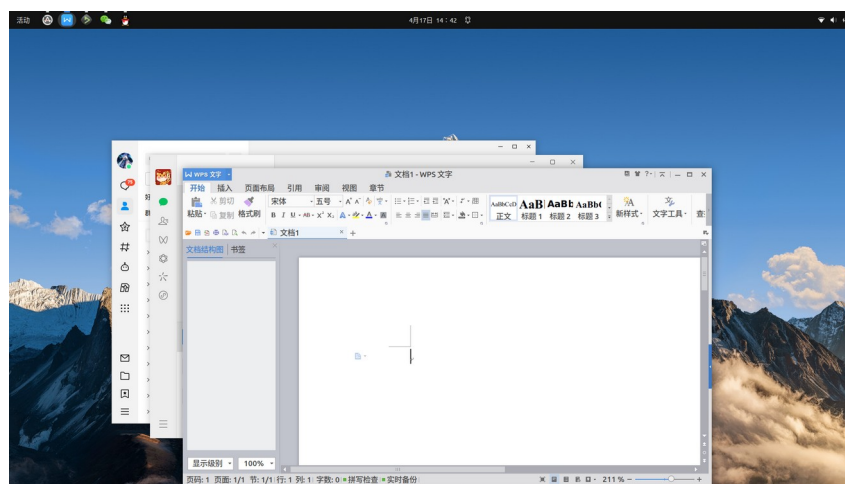 活动
4月17日 14：42
文档1 - WPS 文字
WPS 文字
开始 插入 页面布局 引用 审阅 视图 章节
剪切 宋体 五号
粘贴 复制 格式刷
AaBbCcD AaBl AaBb AaBb(
正文 标题 1 标题 2 标题 3
新样式 文字工具 查
文档1
文档结构图 书签
显示级别 100%
页码: 1 页面: 1/1 节: 1/1 行: 1 列: 1 字数: 0 拼写检查 实时备份
211 %